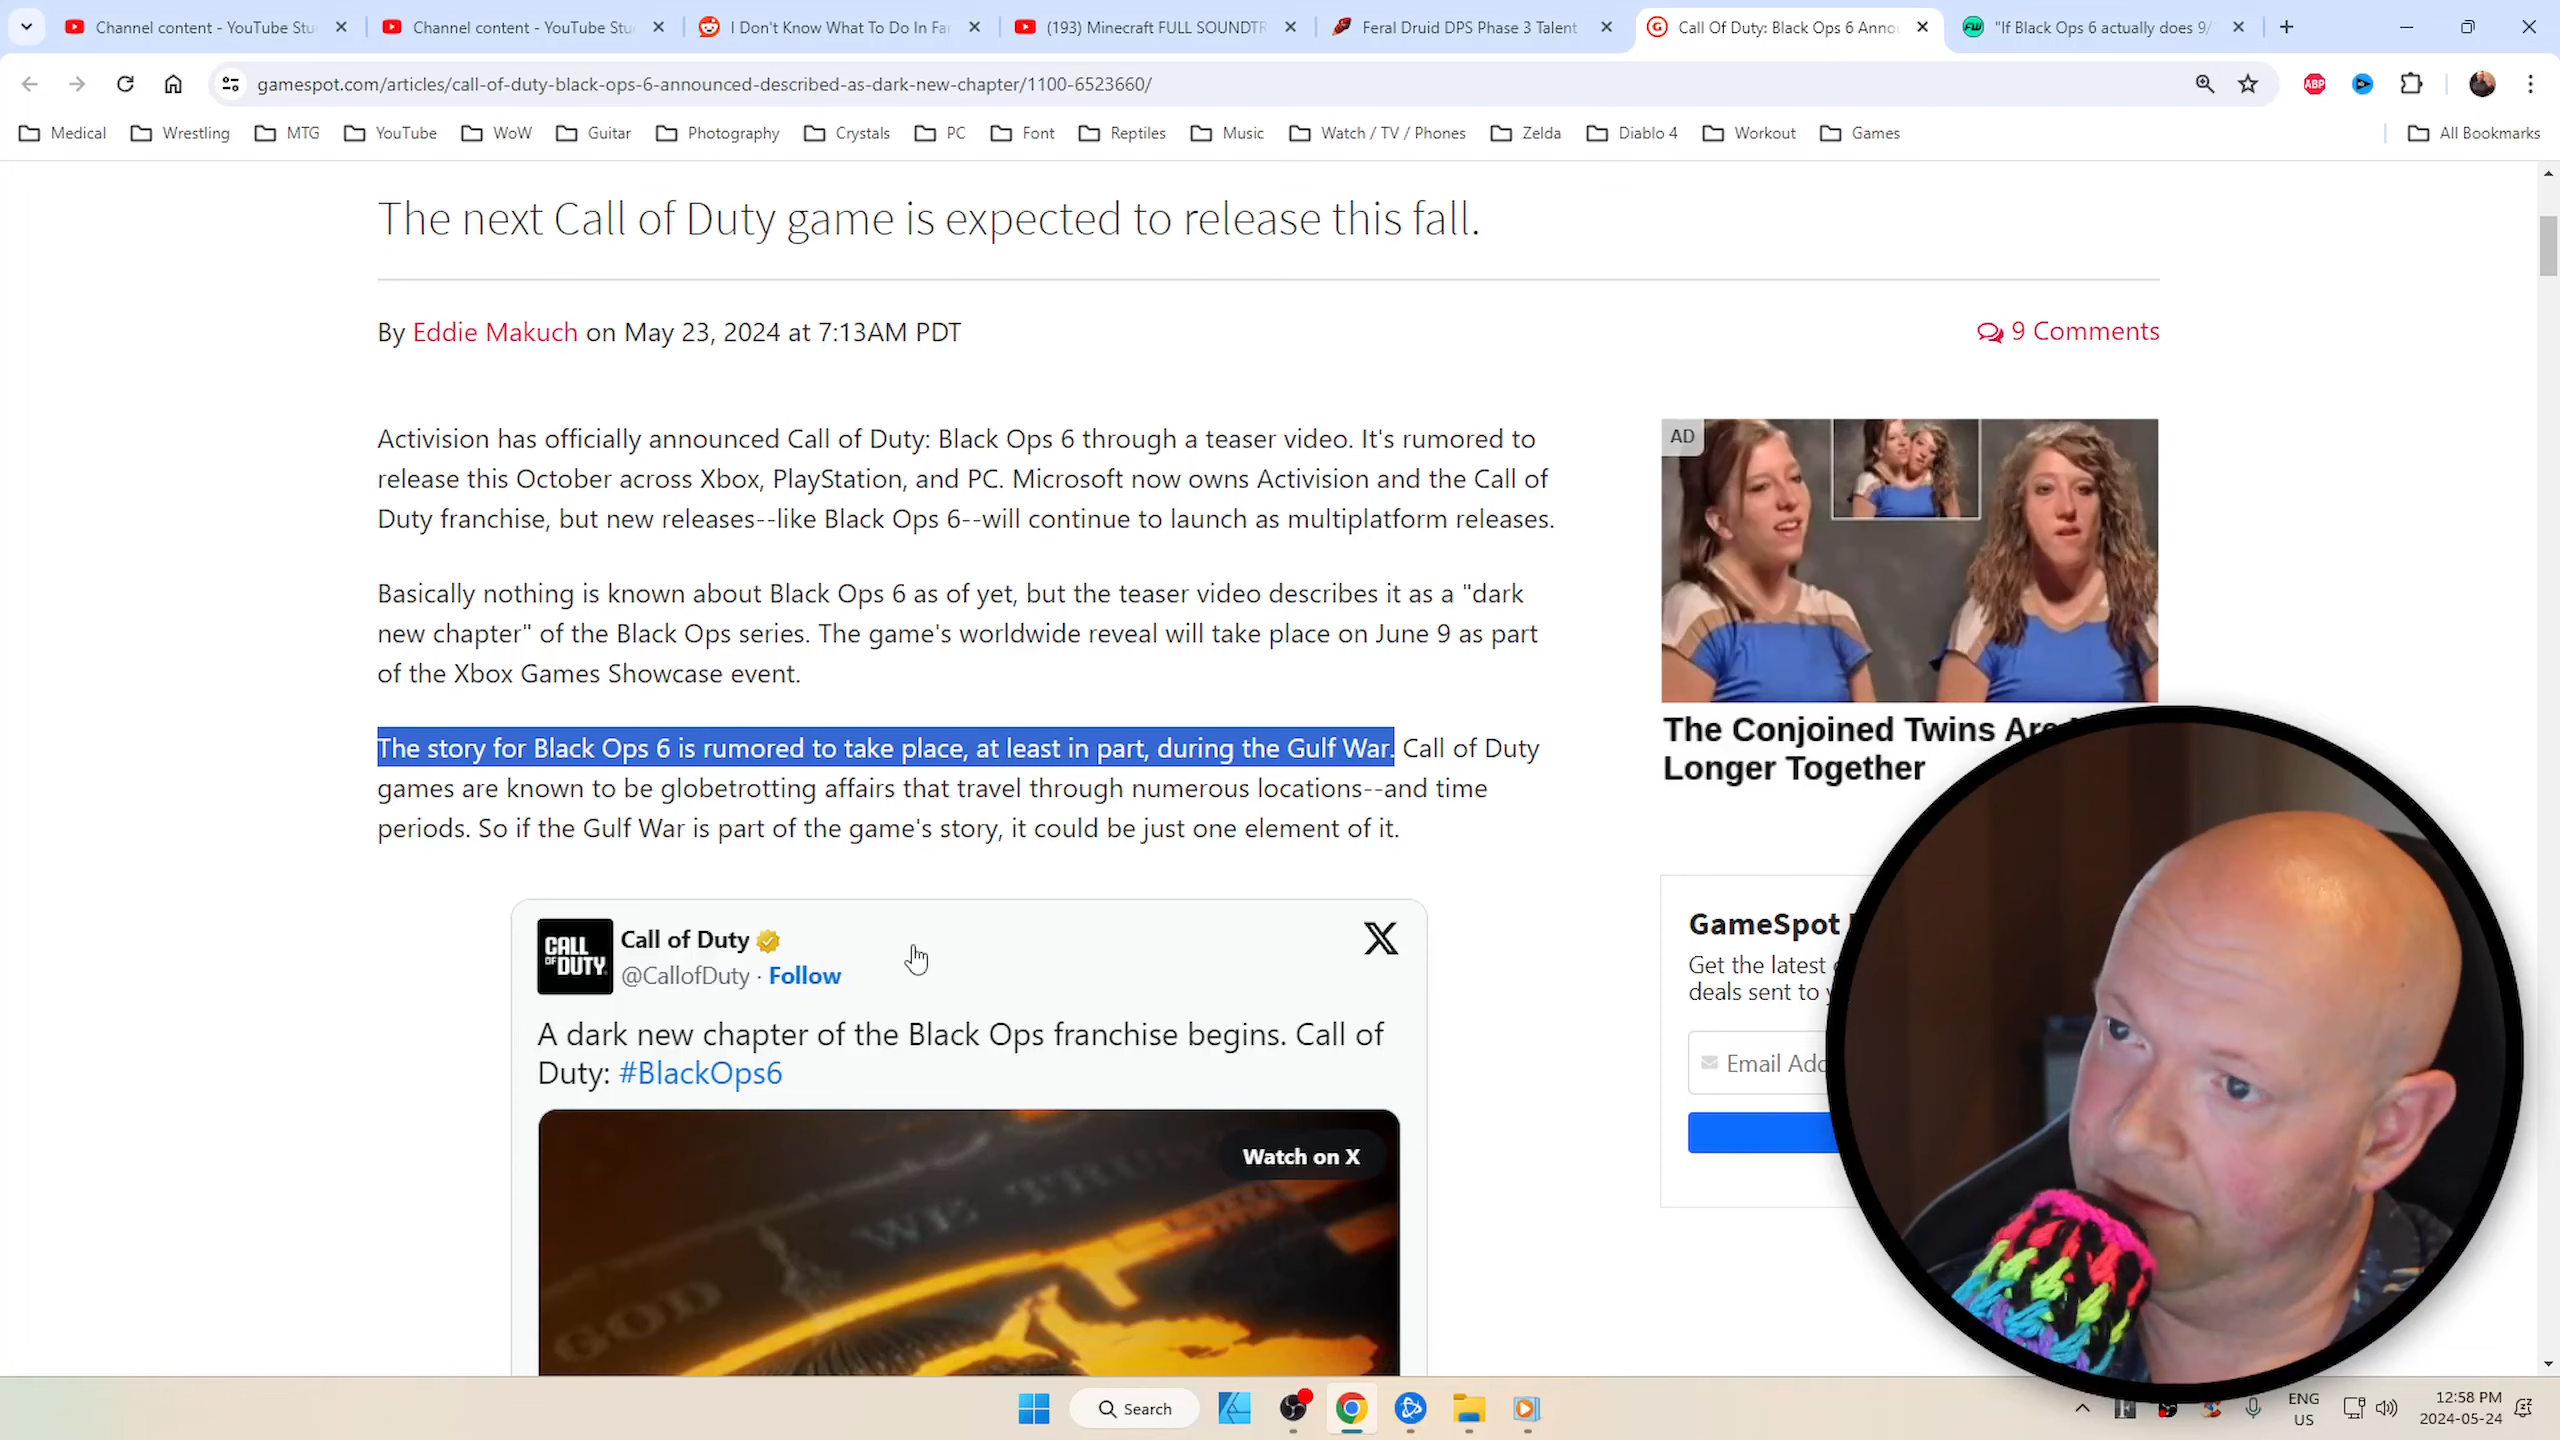 Channel content - YouTube Stu
Channel content - YouTube Stu
I Don't Know What To Do In Far
(193) Minecraft FULL SOUNDTR
Feral Druid DPS Phase 3 Talent
Call Of Duty: Black Ops 6 Anno
"If Black Ops 6 actually does 9/
gamespot.com/articles/call-of-duty-black-ops-6-announced-described-as-dark-new-chapter/1100-6523660/
ABP
Medical
Wrestling
MTG
YouTube
WoW
Guitar
Photography
Crystals
PC
Font
Reptiles
Music
Watch / TV / Phones
Zelda
Diablo 4
Workout
Games
All Bookmarks
The next Call of Duty game is expected to release this fall.
By Eddie Makuch on May 23, 2024 at 7:13AM PDT
9 Comments
Activision has officially announced Call of Duty: Black Ops 6 through a teaser video. It's rumored to
release this October across Xbox, PlayStation, and PC. Microsoft now owns Activision and the Call of
Duty franchise, but new releases--like Black Ops 6--will continue to launch as multiplatform releases.
Basically nothing is known about Black Ops 6 as of yet, but the teaser video describes it as a "dark
new chapter" of the Black Ops series. The game's worldwide reveal will take place on June 9 as part
of the Xbox Games Showcase event.
The story for Black Ops 6 is rumored to take place, at least in part, during the Gulf War. Call of Duty
games are known to be globetrotting affairs that travel through numerous locations--and time
periods. So if the Gulf War is part of the game's story, it could be just one element of it.
AD
The Conjoined Twins Are
Longer Together
CALL
OF DUTY
Call of Duty
@CallofDuty · Follow
A dark new chapter of the Black Ops franchise begins. Call of
Duty: #BlackOps6
Watch on X
GOD WE TRU
GameSpot
Get the latest
deals sent to
Email Add
Search
ENG
US
12:58 PM
2024-05-24